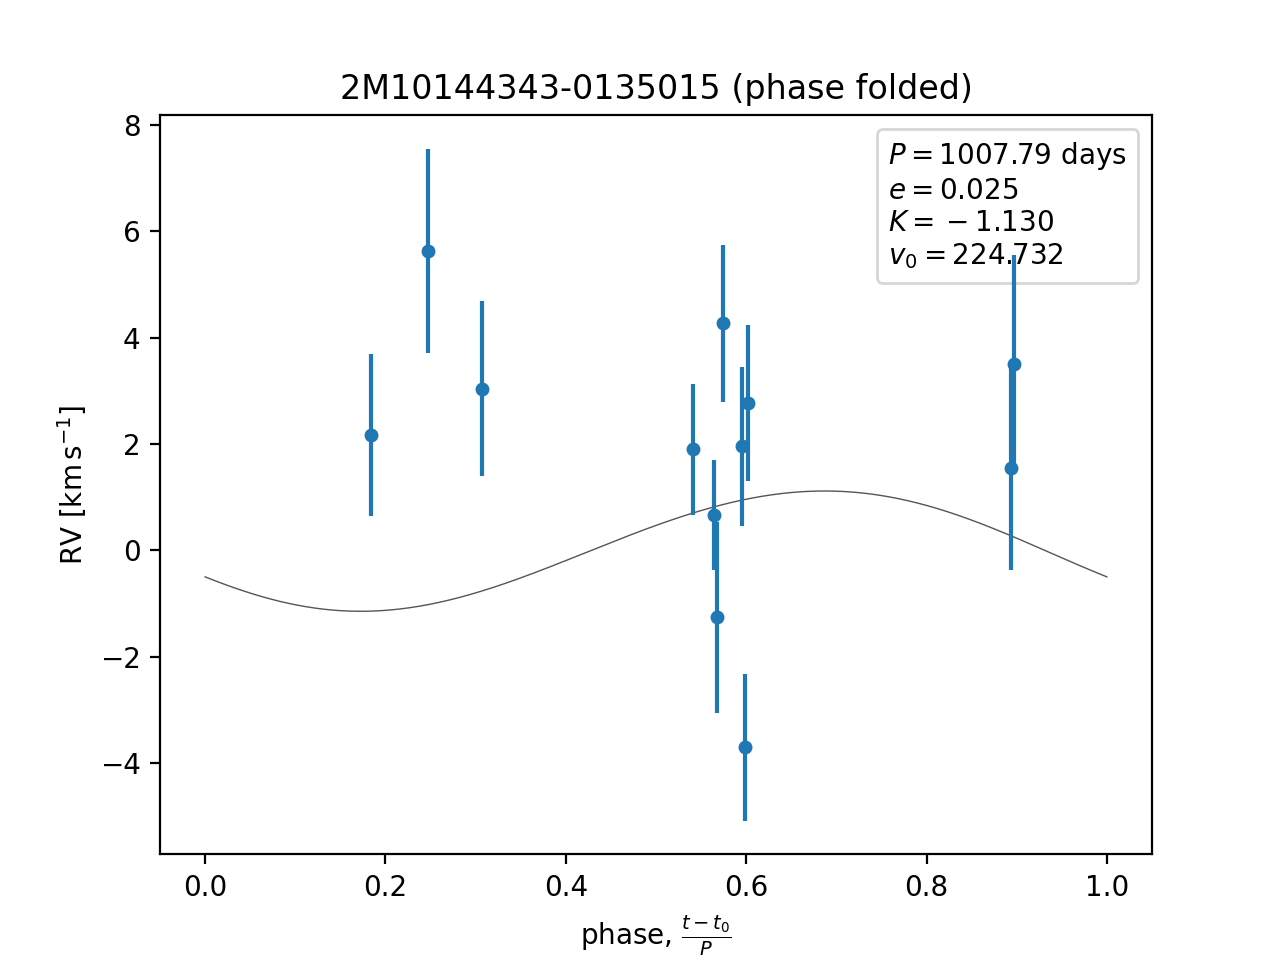 2M10144343-0135015 (phase folded)
P = 1007.79 days
e = 0.025
K = −1.130
v₀ = 224.732
RV [km s⁻¹]
8
6
4
2
0
−2
−4
0.0 0.2 0.4 0.6 0.8 1.0
phase, (t − t₀)/P